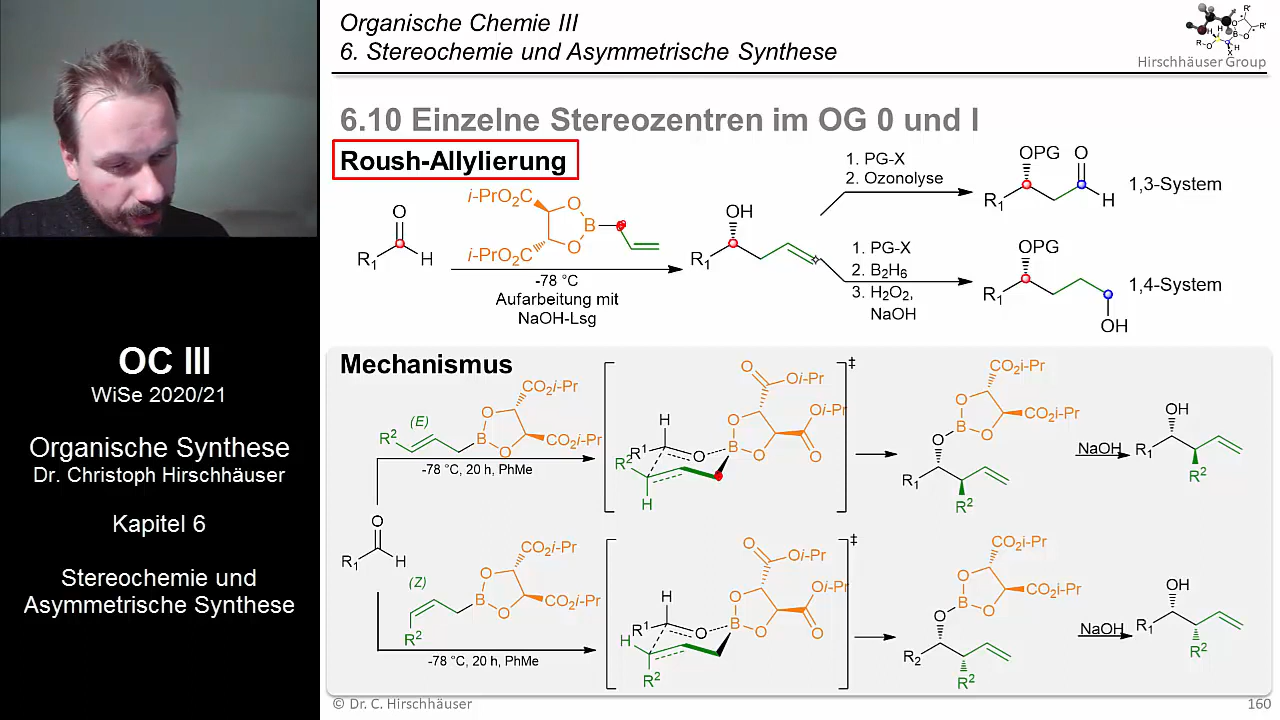 Organische Chemie III
6. Stereochemie und Asymmetrische Synthese
Hirschhäuser Group
6.10 Einzelne Stereozentren im OG 0 und I
Roush-Allylierung
O
R1
H
i-PrO2C
i-PrO2C
O
B
O
-78 °C
Aufarbeitung mit
NaOH-Lsg
OH
R1
1. PG-X
2. Ozonolyse
OPG
O
R1
H
1,3-System
1. PG-X
2. B2H6
3. H2O2,
NaOH
OPG
R1
OH
1,4-System
Mechanismus
(E)
R2
B
O
O
CO2i-Pr
CO2i-Pr
-78 °C, 20 h, PhMe
O
R1
H
(Z)
R2
B
O
O
CO2i-Pr
CO2i-Pr
-78 °C, 20 h, PhMe
H
R1
R2
H
O
B
O
O
O
Oi-Pr
Oi-Pr
O
‡
CO2i-Pr
CO2i-Pr
O
B
O
O
R1
R2
NaOH
OH
R1
R2
H
R1
H
R2
O
B
O
O
O
Oi-Pr
Oi-Pr
O
‡
CO2i-Pr
CO2i-Pr
O
B
O
O
R2
R2
NaOH
OH
R1
R2
OC III
WiSe 2020/21
Organische Synthese
Dr. Christoph Hirschhäuser
Kapitel 6
Stereochemie und
Asymmetrische Synthese
© Dr. C. Hirschhäuser
160